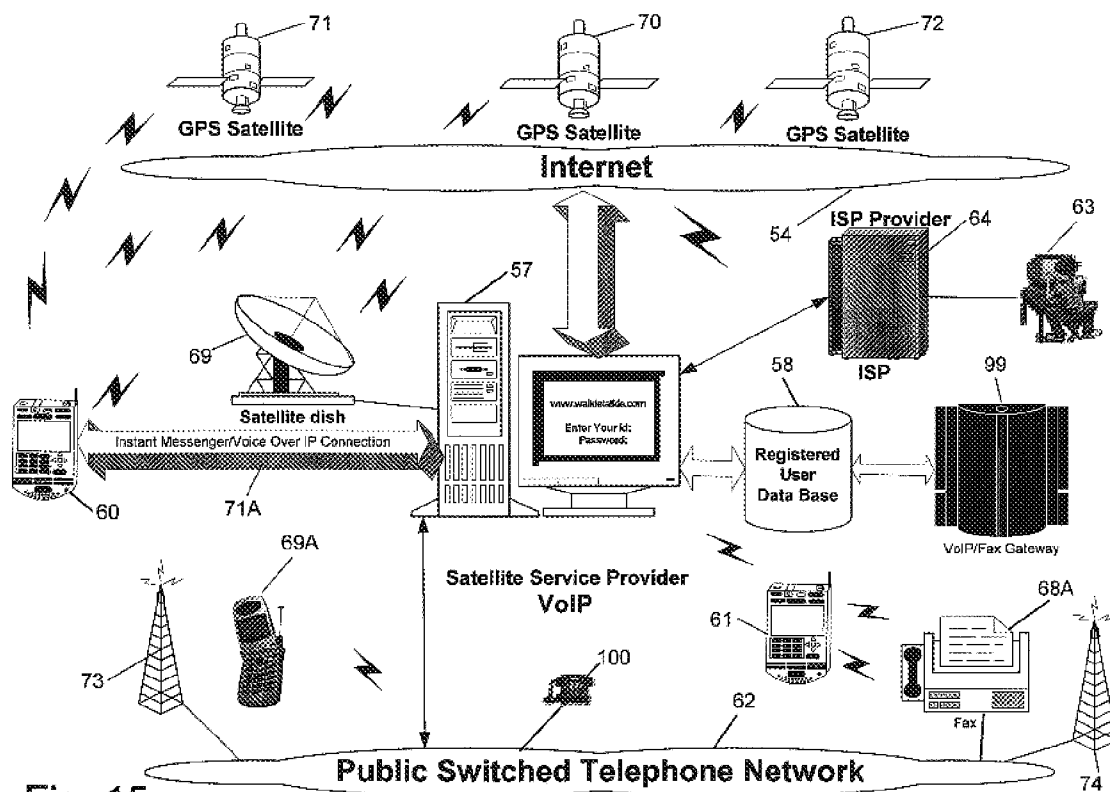 71
70
72
GPS Satellite
GPS Satellite
GPS Satellite
Internet
ISP Provider
54
64
63
57
69
58
99
ISP
Satellite dish
www.walkietalkie.com
Enter Your id:
Password:
Instant Messenger/Voice Over IP Connection
Registered
User
Data Base
60
71A
VoIP/Fax Gateway
69A
Satellite Service Provider
VoIP
68A
61
73
100
62
Fax
Public Switched Telephone Network
74
Fig. 15